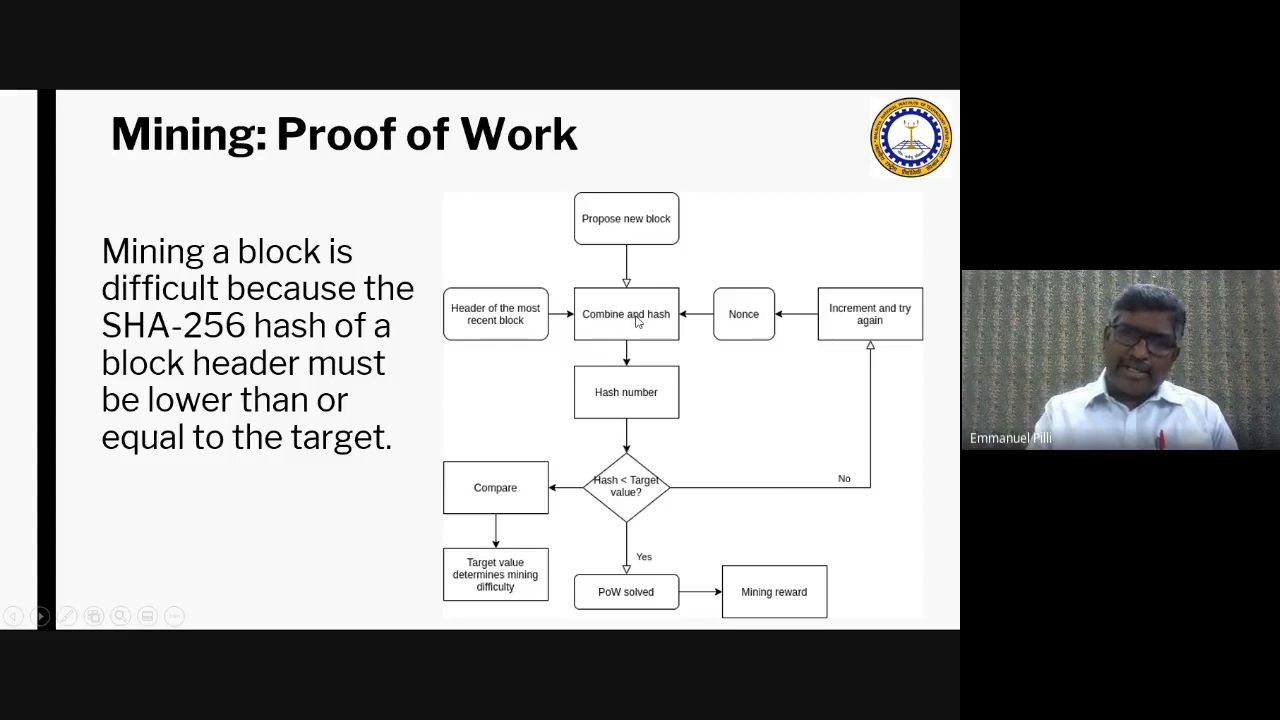 Mining: Proof of Work
Mining a block is
difficult because the
SHA-256 hash of a
block header must
be lower than or
equal to the target.
Propose new block
Header of the most
recent block
Combine and hash
Nonce
Increment and try
again
Hash number
Compare
Hash < Target
value?
No
Yes
Target value
determines mining
difficulty
PoW solved
Mining reward
Emmanuel Pilli